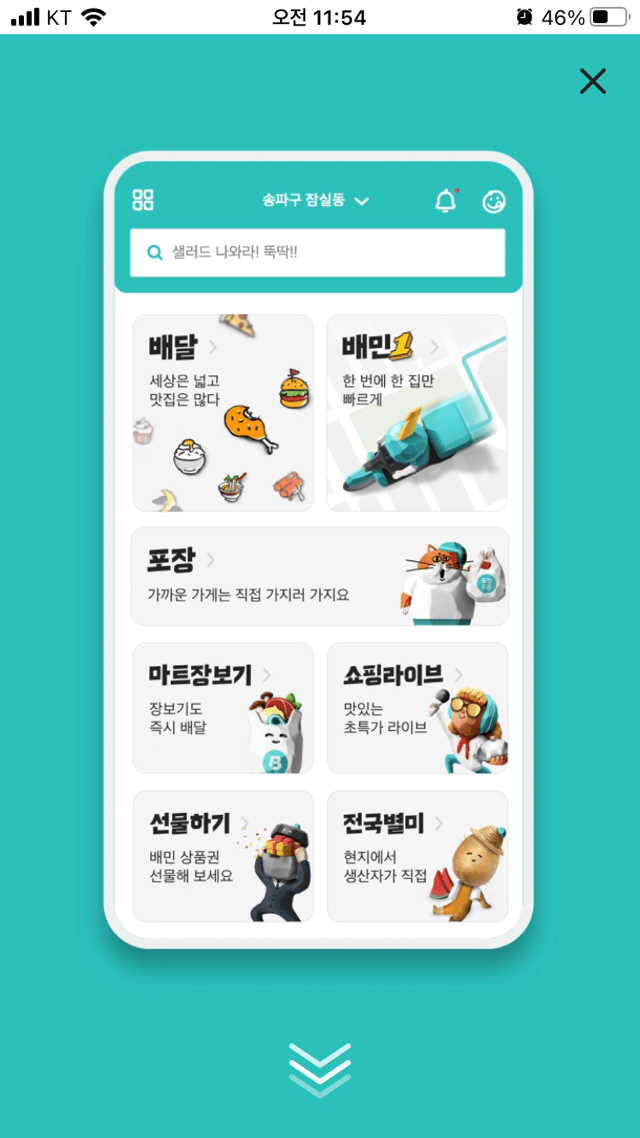 KT
오전 11:54
46%
송파구 잠실동
샐러드 나와라! 뚝딱!!
배달
세상은 넓고
맛집은 많다
배민1
한 번에 한 집만
빠르게
포장
가까운 가게는 직접 가지러 가지요
마트장보기
장보기도
즉시 배달
B
쇼핑라이브
맛있는
초특가 라이브
선물하기
배민 상품권
선물해 보세요
전국별미
현지에서
생산자가 직접